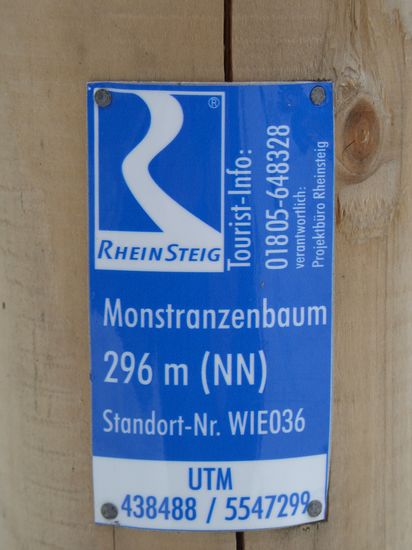 ®
RHEINSTEIG
Tourist-Info:
01805-648328
verantwortlich:
Projektbüro Rheinsteig
Monstranzenbaum
296 m (NN)
Standort-Nr. WIE036
UTM
438488 / 5547299